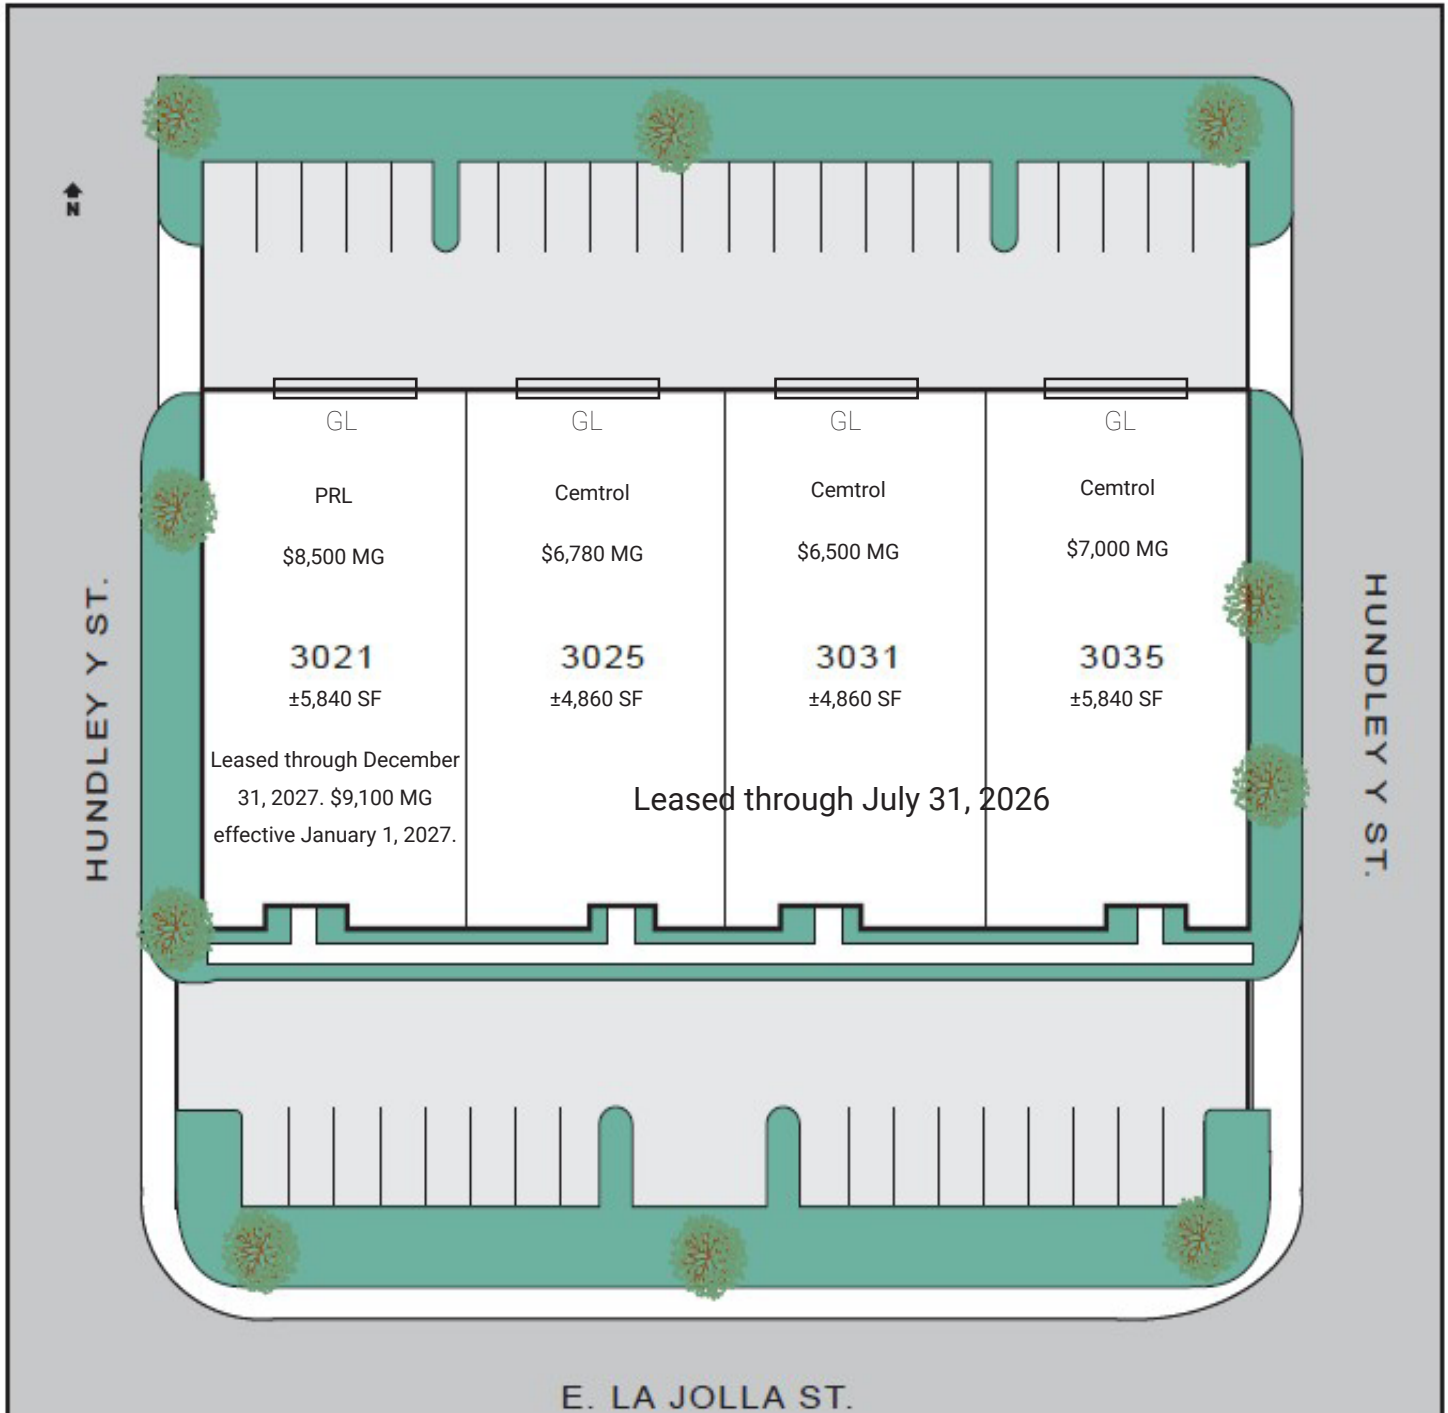 N
GL
PRL
$8,500 MG
3021
±5,840 SF
Leased through December
31, 2027. $9,100 MG
effective January 1, 2027.
GL
Cemtrol
$6,780 MG
3025
±4,860 SF
GL
Cemtrol
$6,500 MG
3031
±4,860 SF
GL
Cemtrol
$7,000 MG
3035
±5,840 SF
Leased through July 31, 2026
HUNDLEY Y ST.
HUNDLEY Y ST.
E. LA JOLLA ST.